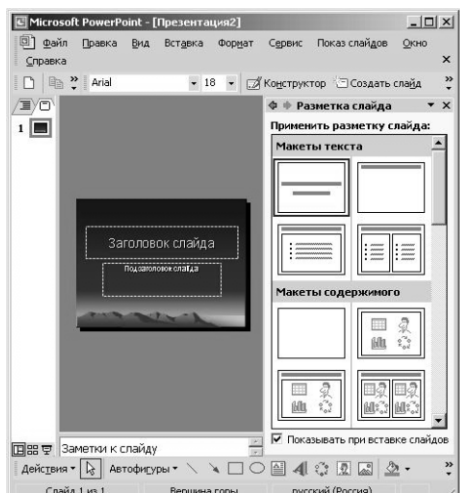 Microsoft PowerPoint - [Презентация2]
Файл Правка Вид Вставка Формат Сервис Показ слайдов Окно
Справка
Arial 18 Конструктор Создать слайд
Разметка слайда
1
Применить разметку слайда:
Макеты текста
Заголовок слайда
Подзаголовок слайда
Макеты содержимого
Показывать при вставке слайдов
Заметки к слайду
Действия Автофигуры
Слайд 1 из 1 Вершина горы русский (Россия)